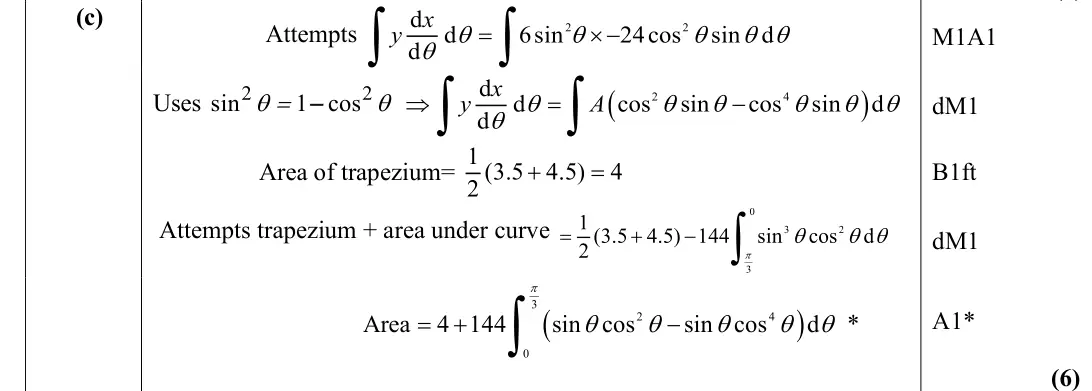 (c) Attempts ∫ y dx/dθ dθ = ∫ 6sin²θ × −24cos²θ sinθ dθ M1A1
Uses sin²θ = 1 − cos²θ ⇒ ∫ y dx/dθ dθ = ∫ A(cos²θ sinθ − cos⁴θ sinθ)dθ dM1
Area of trapezium= 1/2 (3.5 + 4.5) = 4 B1ft
Attempts trapezium + area under curve = 1/2 (3.5 + 4.5) − 144 ∫_{π/3}^{0} sin³θ cos²θ dθ dM1
Area = 4 + 144 ∫_{0}^{π/3} (sinθ cos²θ − sinθ cos⁴θ)dθ * A1*
(6)